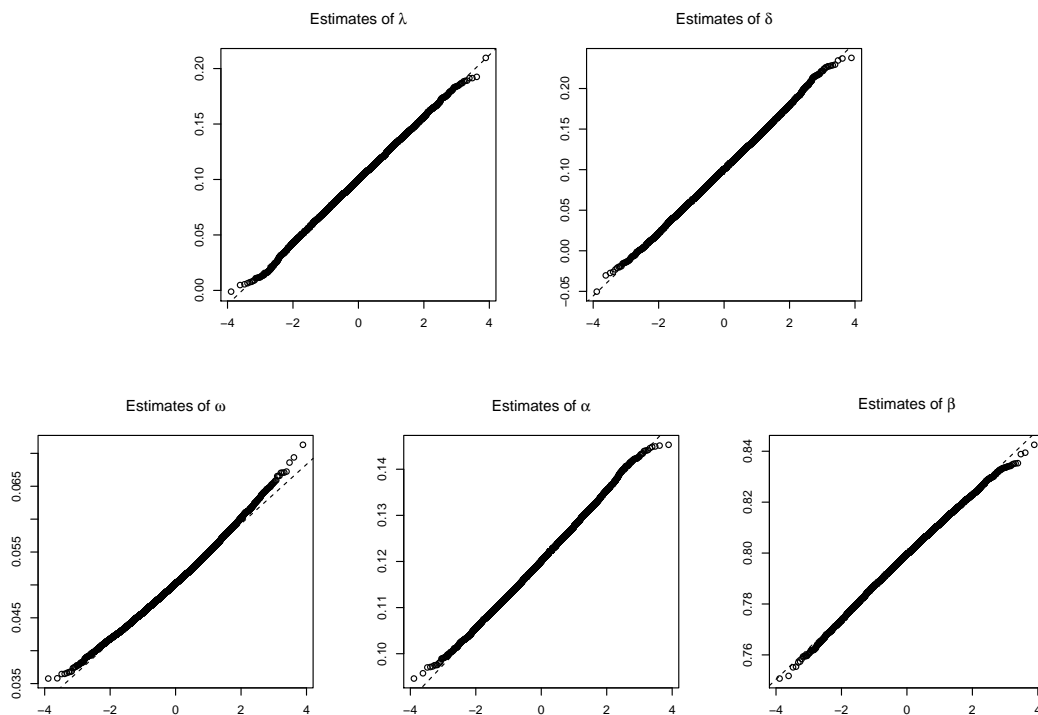 Estimates of λ
Estimates of δ
0.00 0.05 0.10 0.15 0.20
−4 −2 0 2 4
−0.05 0.00 0.05 0.10 0.15 0.20
−4 −2 0 2 4
Estimates of ω
Estimates of α
Estimates of β
0.035 0.045 0.055 0.065
−4 −2 0 2 4
0.10 0.11 0.12 0.13 0.14
−4 −2 0 2 4
0.76 0.78 0.80 0.82 0.84
−4 −2 0 2 4